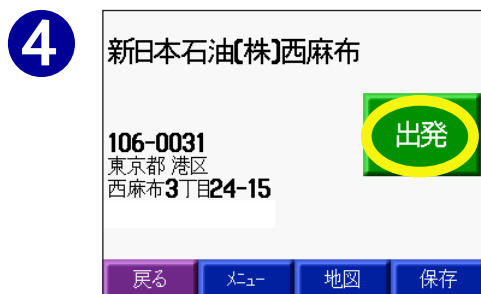 4
新日本石油(株)西麻布
出発
106-0031
東京都 港区
西麻布3丁目24-15
戻る メニュー 地図 保存